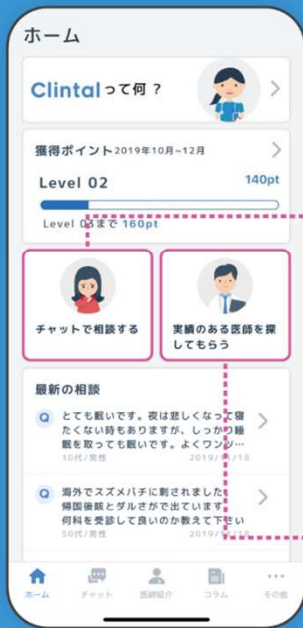 ホーム
Clintalって何？
獲得ポイント2019年10月~12月
Level 02
140pt
Level 03まで 160pt
チャットで相談する
実績のある医師を探
してもらう
最新の相談
Q とても眠いです。夜は悲しくなって寝
たくない時もありますが、しっかり睡
眠を取っても眠いです。よくワンツ…
10代/男性
2019/11/18
Q 海外でスズメバチに刺されました。
帰国後咳とダルさがで出ています。
何科を受診して良いのか教えて下さい
50代/男性
2019/11/18
ホーム
チャット
医師紹介
コラム
その他